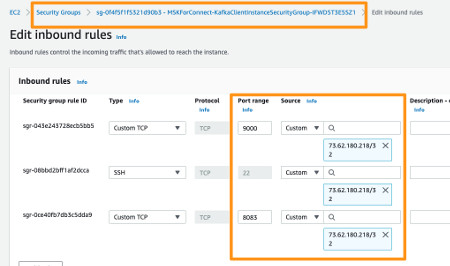 EC2 > Security Groups > sg-0f4f5f1f5321d90b3 - MSKForConnect-KafkaClientInstanceSecurityGroup-IFWDST3ESSZ1 > Edit inbound rules
Edit inbound rules Info
Inbound rules control the incoming traffic that's allowed to reach the instance.
Inbound rules Info
Security group rule ID Type Info Protocol Info Port range Info Source Info Description -
sgr-043e243728ecb5bb5 Custom TCP TCP 9000 Custom
73.62.180.218/32
sgr-08bbd2bff1af2dcca SSH TCP 22 Custom
73.62.180.218/32
sgr-0ce40fb7db3c5dda9 Custom TCP TCP 8083 Custom
73.62.180.218/32